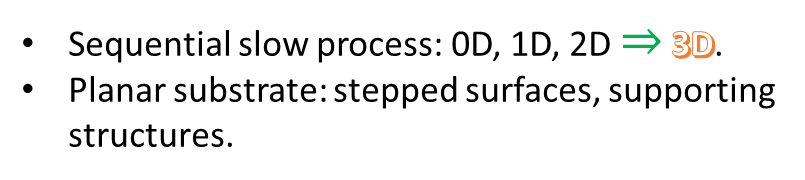 • Sequential slow process: 0D, 1D, 2D ⇒ 3D.
• Planar substrate: stepped surfaces, supporting
structures.